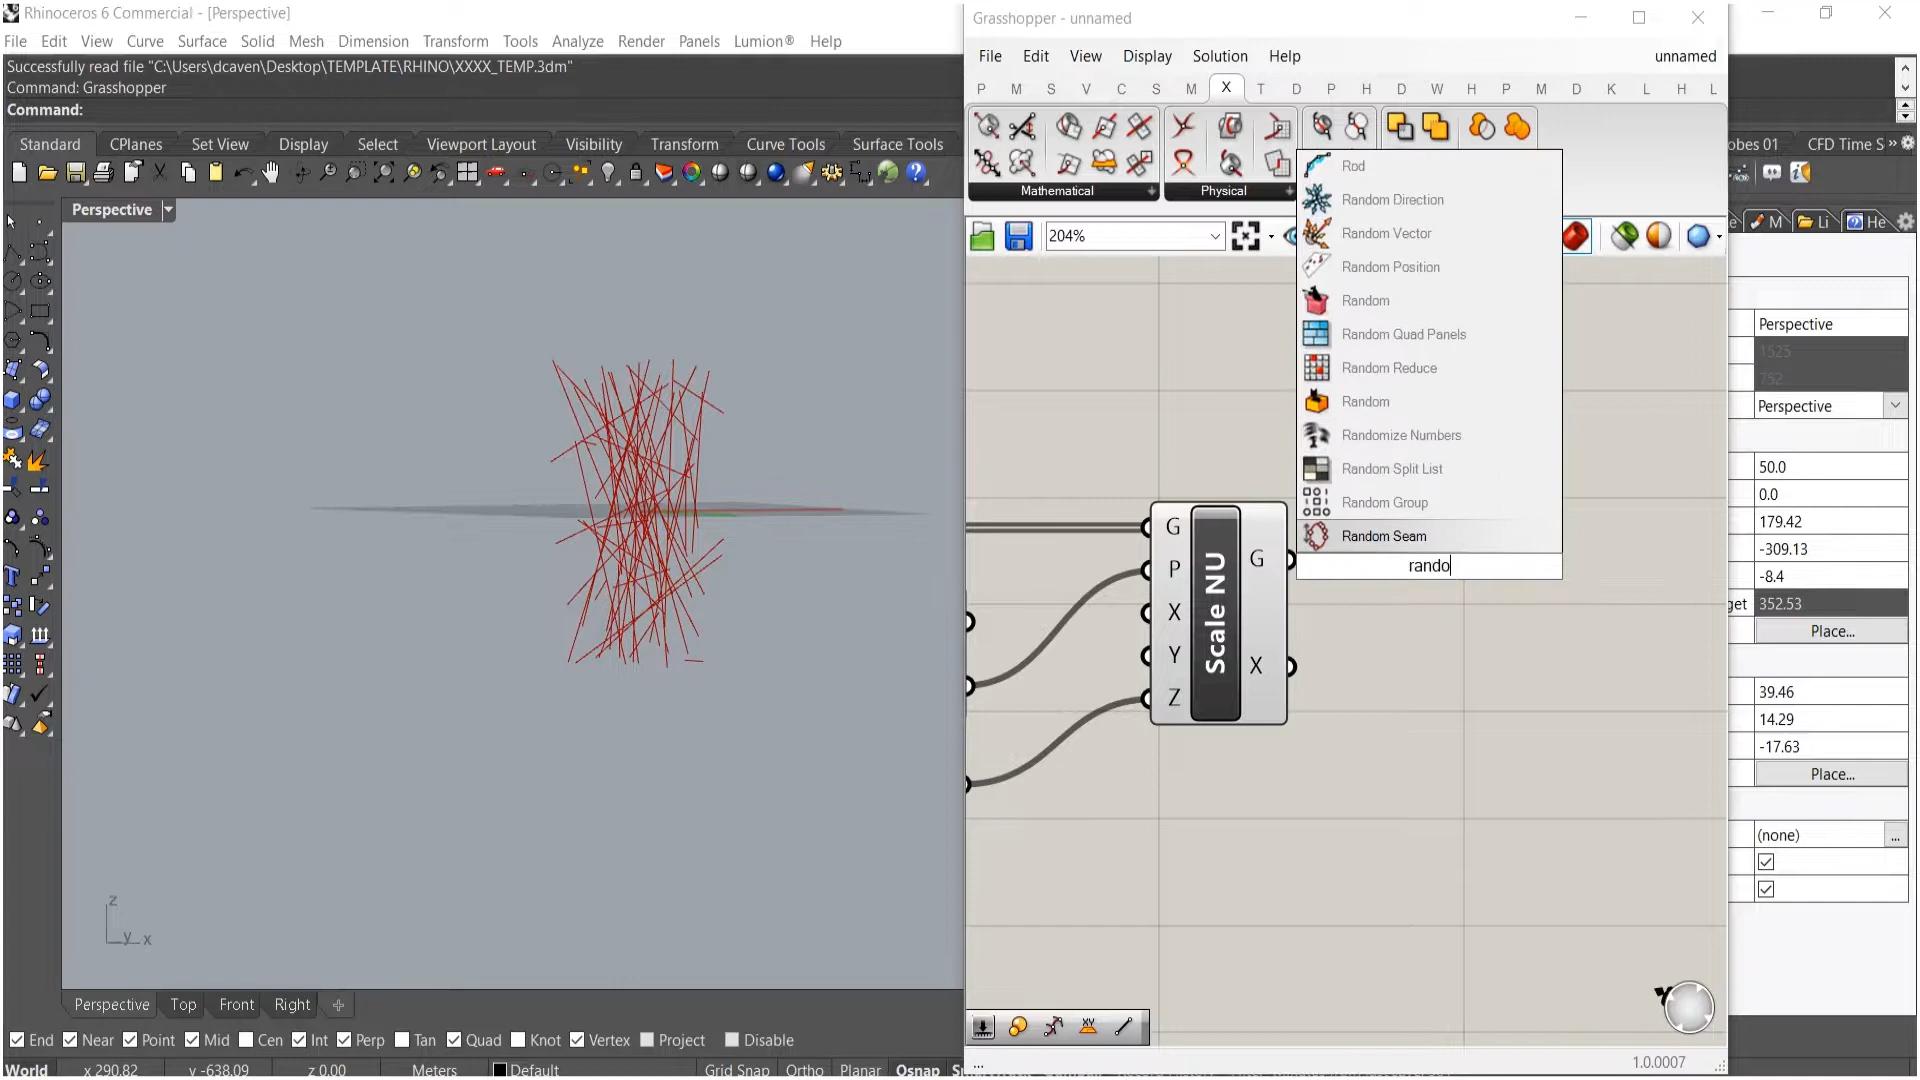 Rhinoceros 6 Commercial - [Perspective]
File Edit View Curve Surface Solid Mesh Dimension Transform Tools Analyze Render Panels Lumion® Help
Successfully read file "C:\Users\dcaven\Desktop\TEMPLATE\RHINO\XXXX_TEMP.3dm"
Command: Grasshopper
Command:
Standard CPlanes Set View Display Select Viewport Layout Visibility Transform Curve Tools Surface Tools
Perspective
z
y x
Perspective Top Front Right
End Near Point Mid Cen Int Perp Tan Quad Knot Vertex Project Disable
World x 290.82 y -638.09 z 0.00 Meters Default Grid Snap Ortho Planar Osnap
Grasshopper - unnamed
File Edit View Display Solution Help unnamed
P M S V C S M X T D P H D W H P M D K L H L
Mathematical Physical
204%
Rod
Random Direction
Random Vector
Random Position
Random
Random Quad Panels
Random Reduce
Random
Randomize Numbers
Random Split List
Random Group
Random Seam
rando
G
P
X
Y
Z
Scale NU
G
X
...
1.0.0007
obes 01 CFD Time S
M Li He
Perspective
1525
752
Perspective
50.0
0.0
179.42
-309.13
-8.4
get 352.53
Place...
39.46
14.29
-17.63
Place...
(none) ...